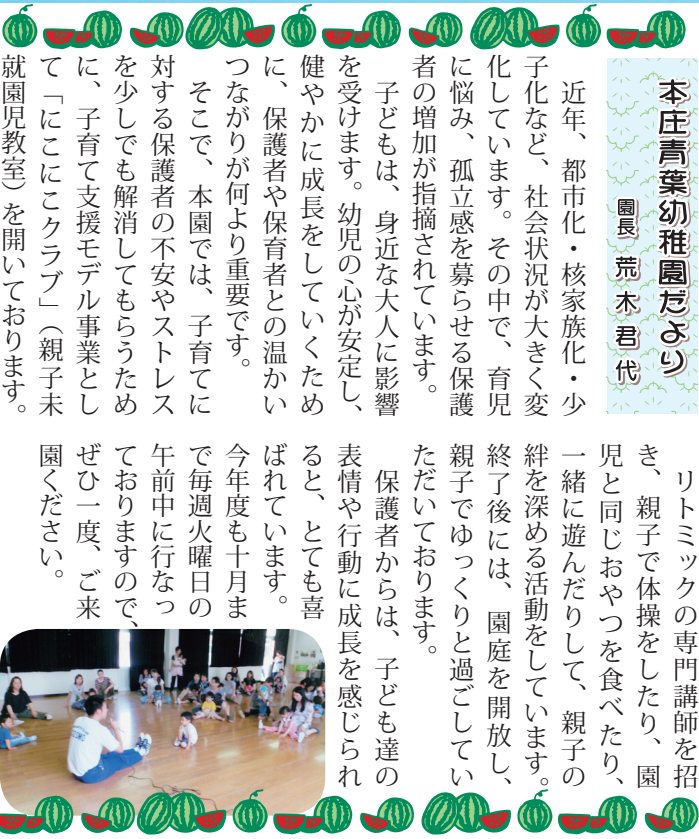 本庄青葉幼稚園だより
園長 荒木君代
近年、都市化・核家族化・少
子化など、社会状況が大きく変
化しています。その中で、育児
に悩み、孤立感を募らせる保護
者の増加が指摘されています。
子どもは、身近な大人に影響
を受けます。幼児の心が安定し、
健やかに成長をしていくため
に、保護者や保育者との温かい
つながりが何より重要です。
そこで、本園では、子育てに
対する保護者の不安やストレス
を少しでも解消してもらうため
に、子育て支援モデル事業とし
て「にこにこクラブ」（親子未
就園児教室）を開いております。
リトミックの専門講師を招
き、親子で体操をしたり、園
児と同じおやつを食べたり、
一緒に遊んだりして、親子の
絆を深める活動をしています。
終了後には、園庭を開放し、
親子でゆっくりと過ごしてい
ただいております。
保護者からは、子ども達の
表情や行動に成長を感じられ
ると、とても喜
ばれています。
今年度も十月ま
で毎週火曜日の
午前中に行なっ
ておりますので、
ぜひ一度、ご来
園ください。